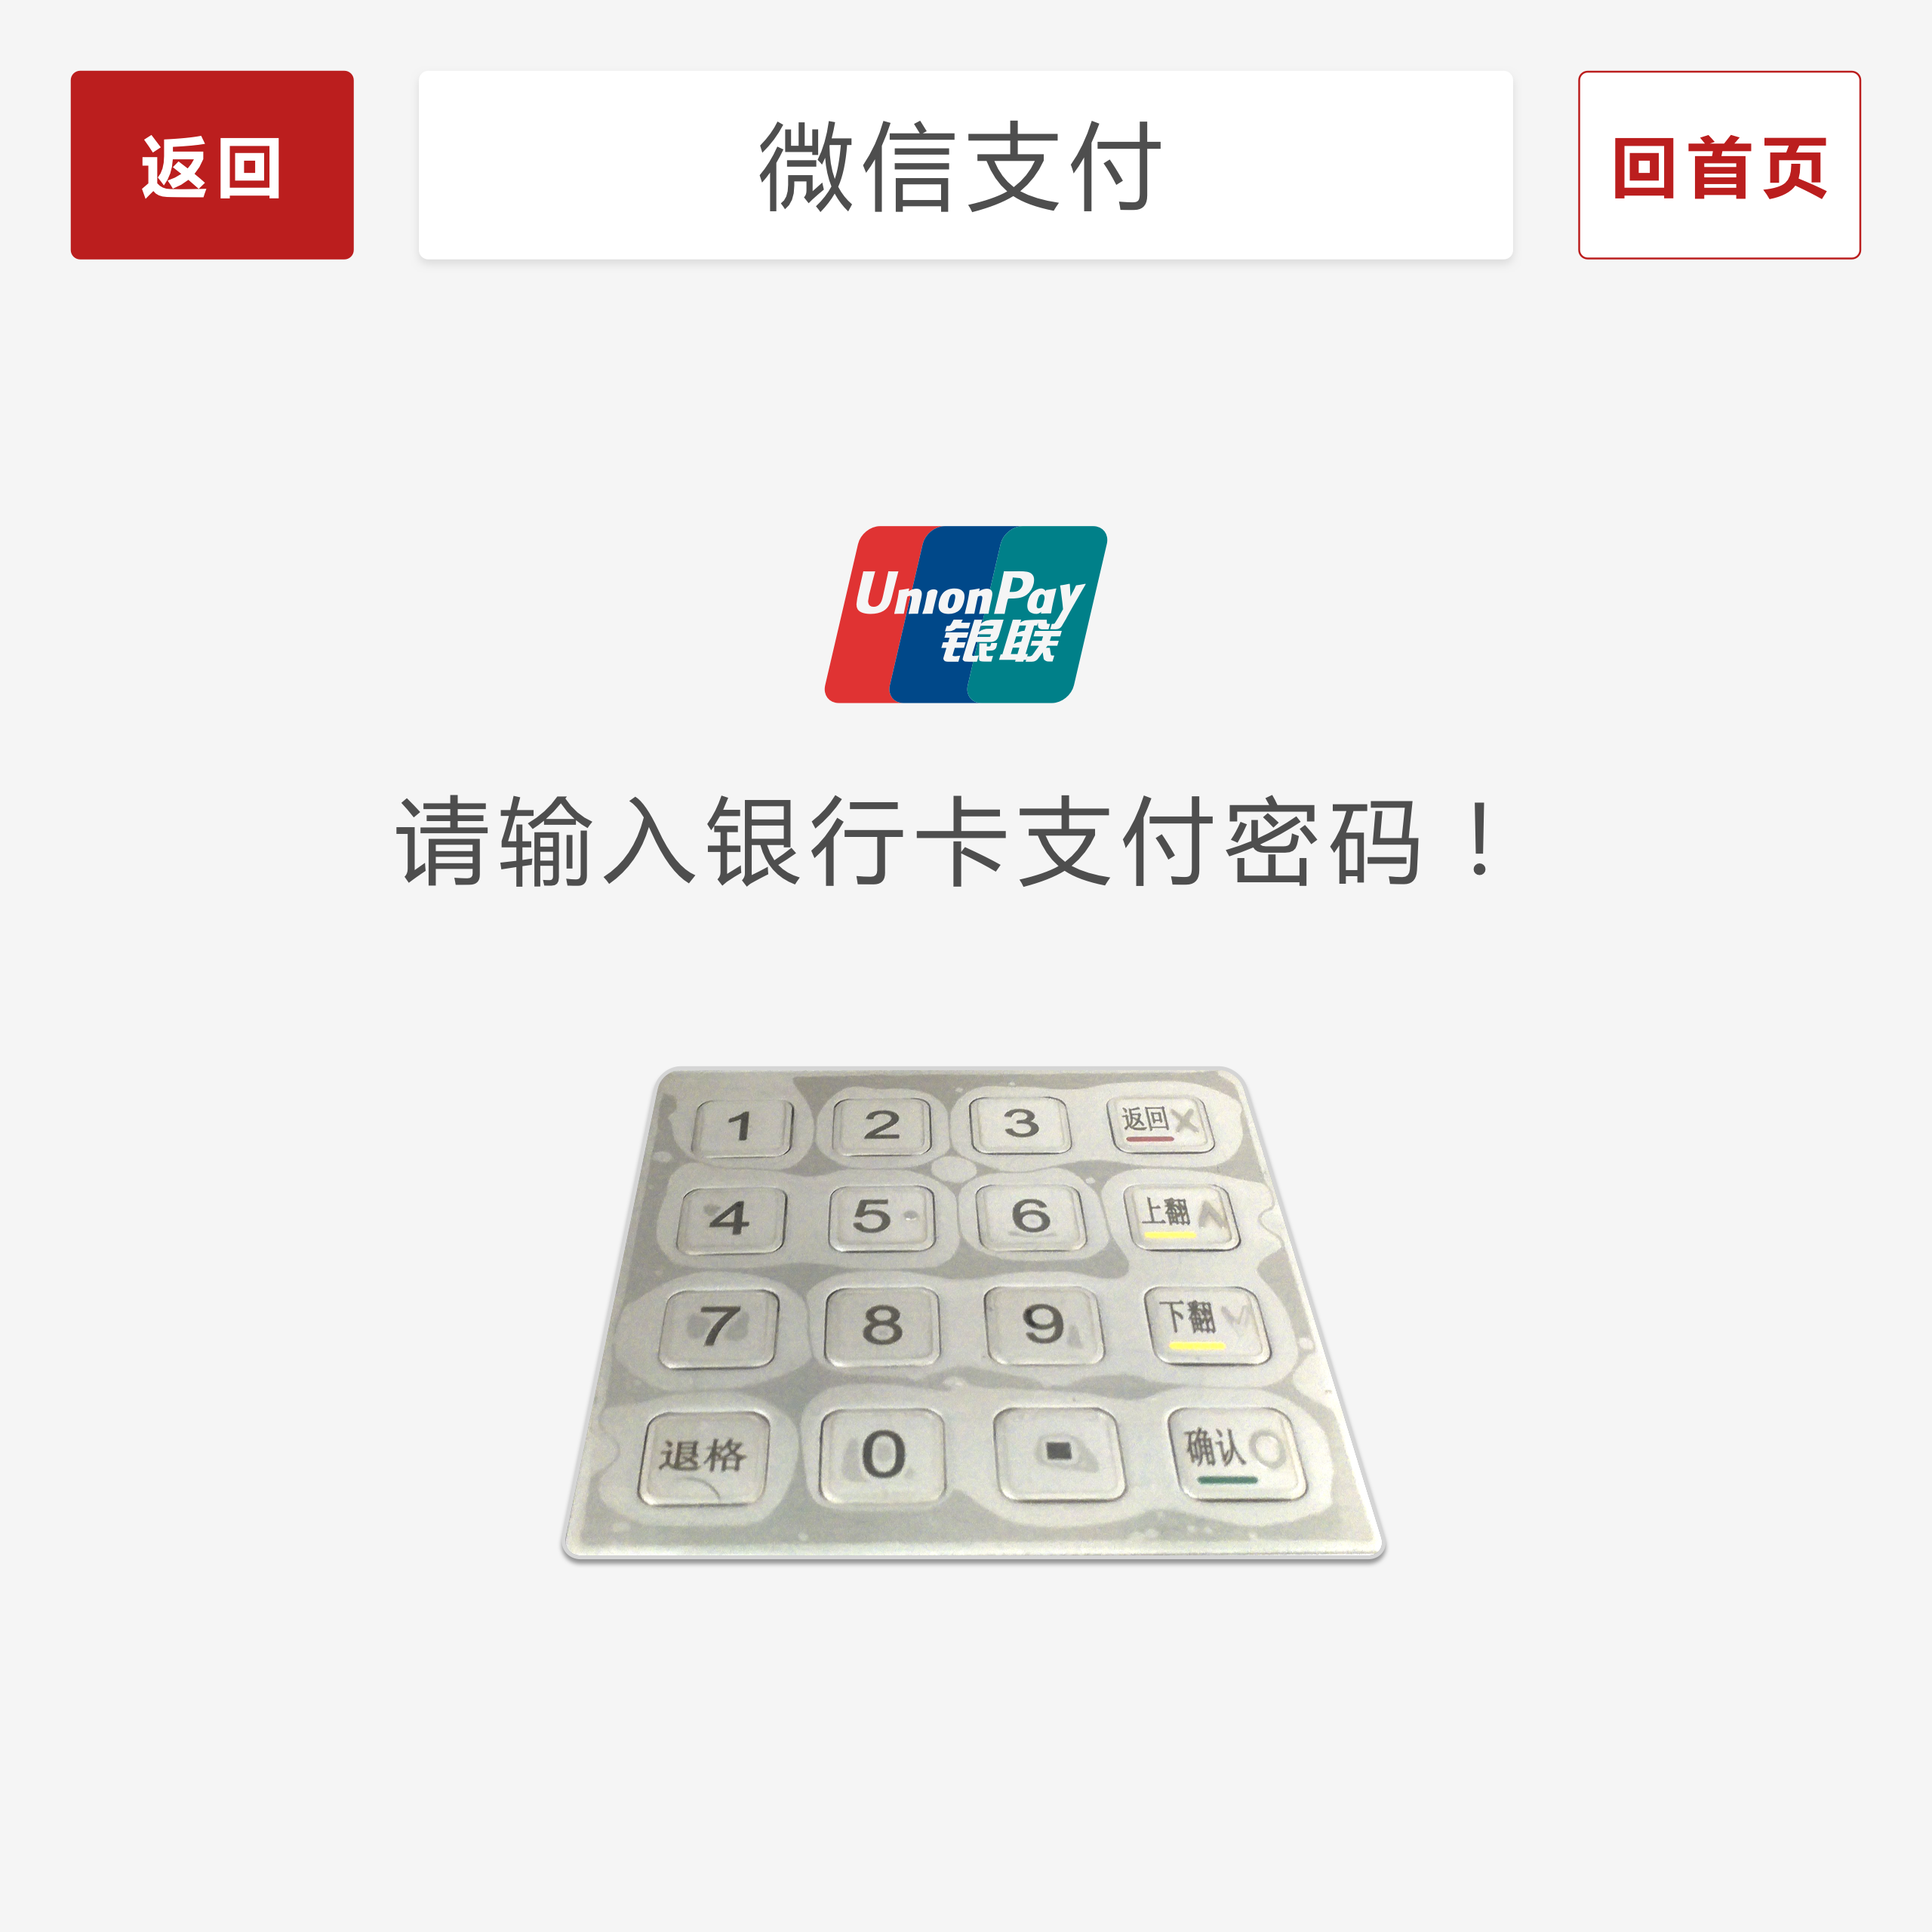 返回 微信支付 回首页
UnionPay
银联
请输入银行卡支付密码！
1 2 3 返回
4 5 6 上翻
7 8 9 下翻
退格 0 . 确认